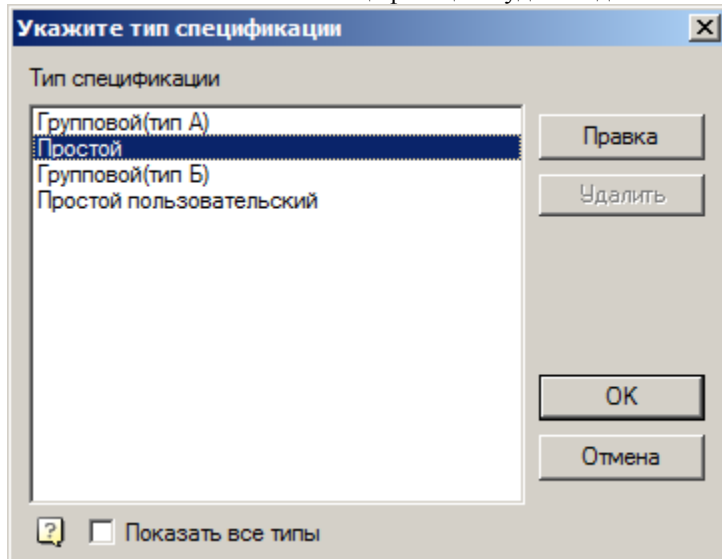 Укажите тип спецификации
Тип спецификации
Групповой(тип А)
Простой
Групповой(тип Б)
Простой пользовательский
Правка
Удалить
OK
Отмена
Показать все типы